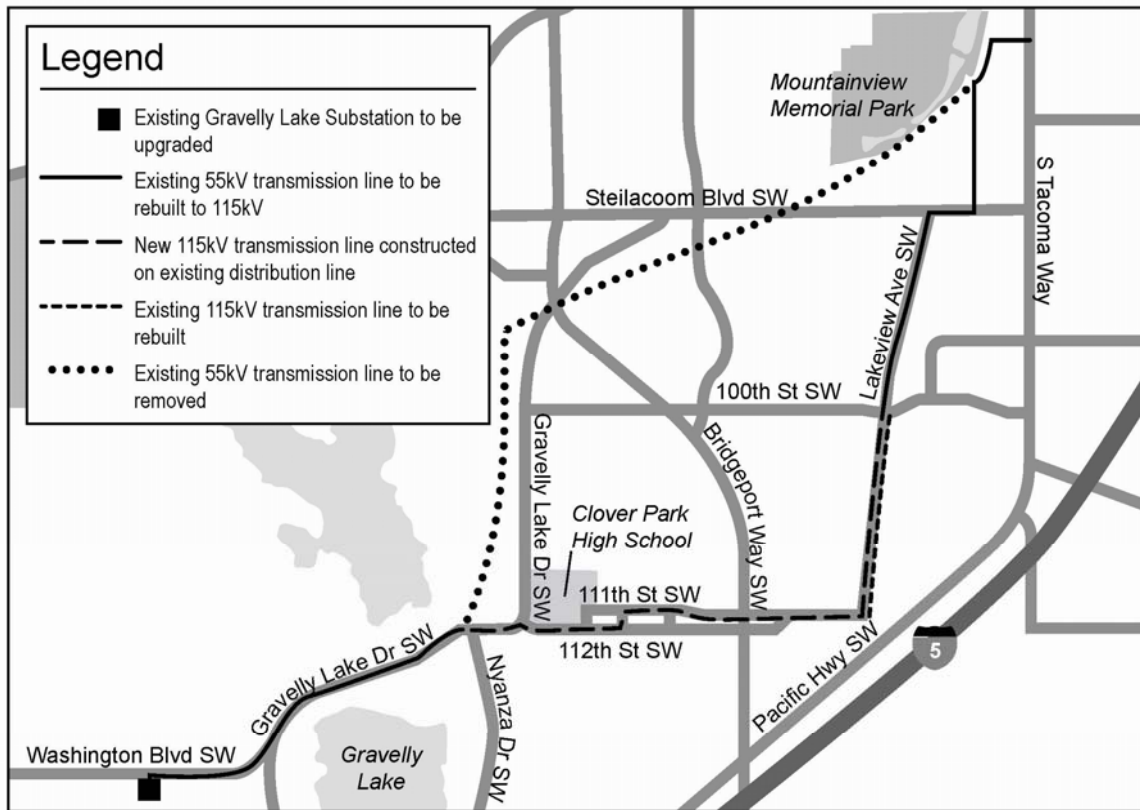 Legend
Existing Gravelly Lake Substation to be
upgraded
Existing 55kV transmission line to be
rebuilt to 115kV
New 115kV transmission line constructed
on existing distribution line
Existing 115kV transmission line to be
rebuilt
Existing 55kV transmission line to be
removed
Mountainview
Memorial Park
Steilacoom Blvd SW
S Tacoma Way
Lakeview Ave SW
100th St SW
Gravelly Lake Dr SW
Bridgeport Way SW
Clover Park
High School
111th St SW
112th St SW
Gravelly Lake Dr SW
Nyanza Dr SW
Pacific Hwy SW
5
Washington Blvd SW
Gravelly
Lake